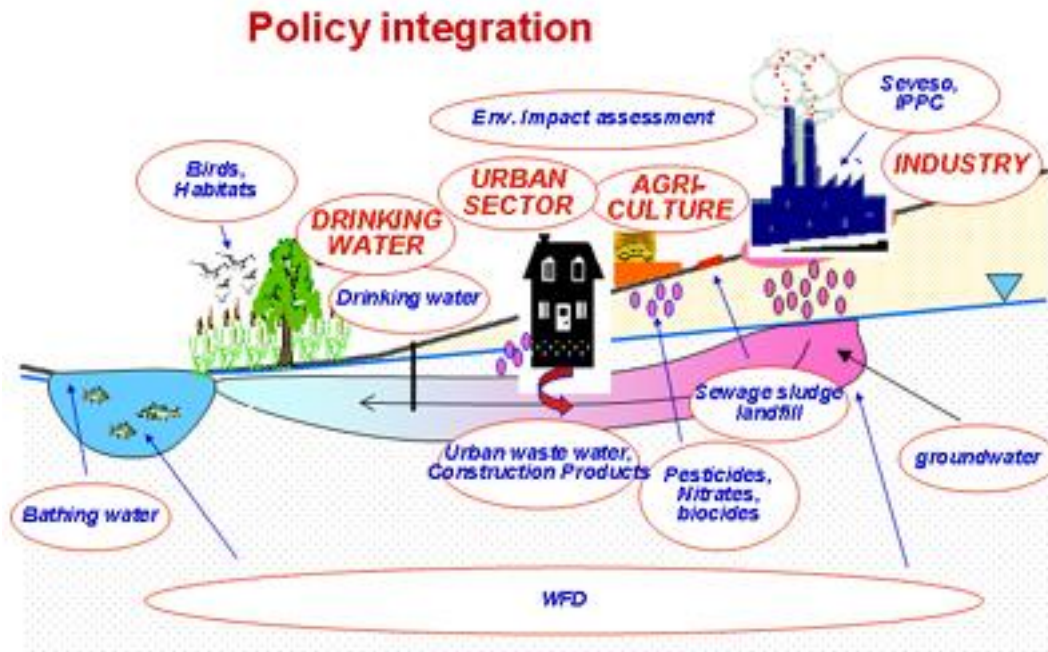 Policy integration
Env. Impact assessment
Seveso,
IPPC
INDUSTRY
Birds,
Habitats
URBAN
SECTOR
AGRI-
CULTURE
DRINKING
WATER
Drinking water
Sewage sludge
landfill
Urban waste water,
Construction Products
Pesticides,
Nitrates,
biocides
groundwater
Bathing water
WFD